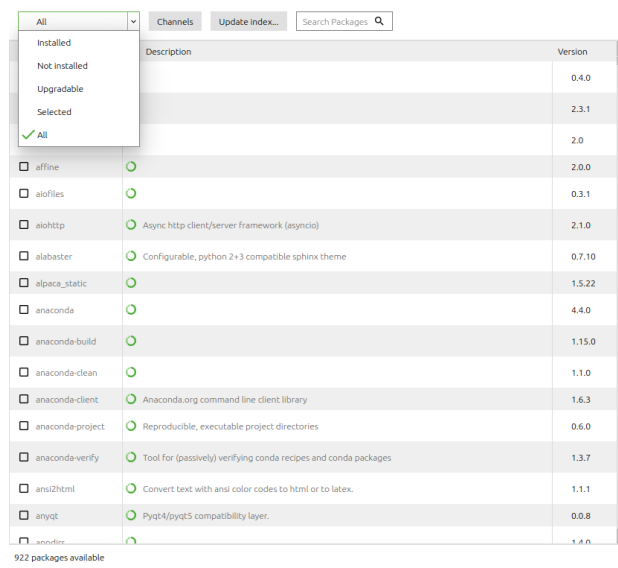 All Channels Update index... Search Packages
Installed
Not installed
Upgradable
Selected
All
Description Version
0.4.0
2.3.1
2.0
affine 2.0.0
aiofiles 0.3.1
aiohttp Async http client/server framework (asyncio) 2.1.0
alabaster Configurable, python 2+3 compatible sphinx theme 0.7.10
alpaca_static 1.5.22
anaconda 4.4.0
anaconda-build 1.15.0
anaconda-clean 1.1.0
anaconda-client Anaconda.org command line client library 1.6.3
anaconda-project Reproducible, executable project directories 0.6.0
anaconda-verify Tool for (passively) verifying conda recipes and conda packages 1.3.7
ansi2html Convert text with ansi color codes to html or to latex. 1.1.1
anyqt Pyqt4/pyqt5 compatibility layer. 0.0.8
appdirs 1.4.0
922 packages available